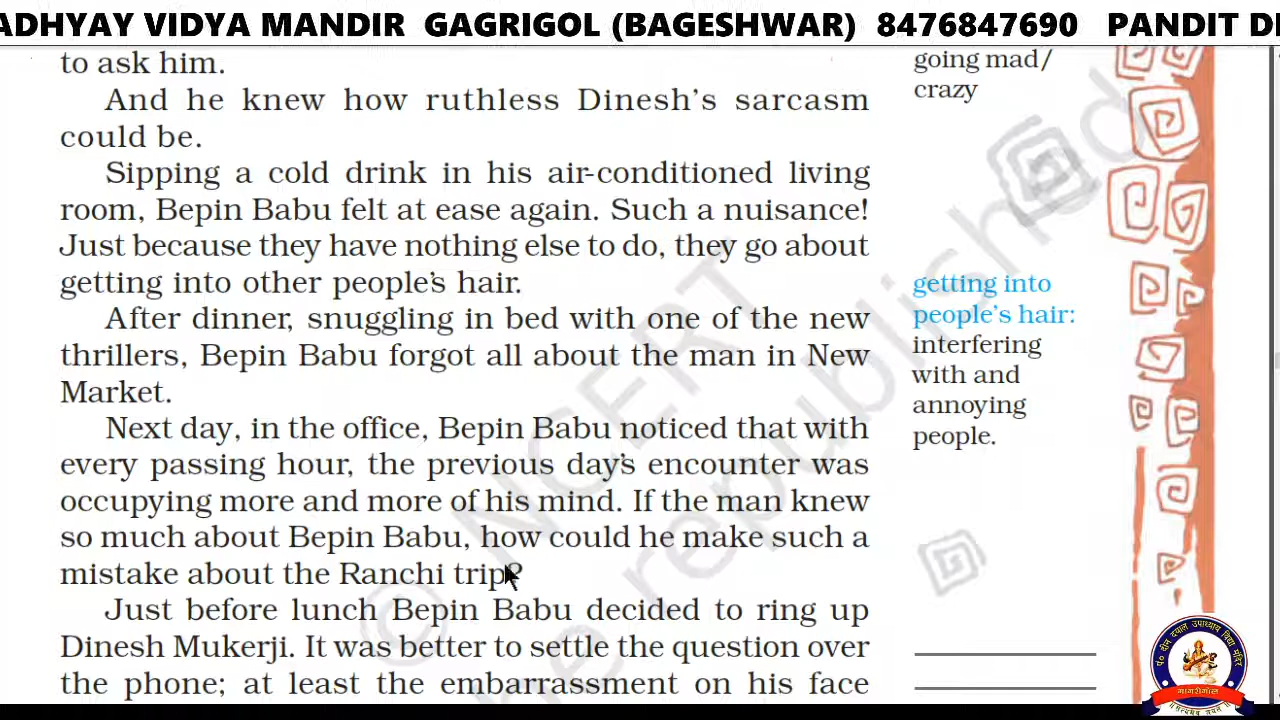 ADHYAY VIDYA MANDIR GAGRIGOL (BAGESHWAR) 8476847690 PANDIT DE
to ask him.
And he knew how ruthless Dinesh's sarcasm
could be.
Sipping a cold drink in his air-conditioned living
room, Bepin Babu felt at ease again. Such a nuisance!
Just because they have nothing else to do, they go about
getting into other people's hair.
After dinner, snuggling in bed with one of the new
thrillers, Bepin Babu forgot all about the man in New
Market.
Next day, in the office, Bepin Babu noticed that with
every passing hour, the previous day's encounter was
occupying more and more of his mind. If the man knew
so much about Bepin Babu, how could he make such a
mistake about the Ranchi trip?
Just before lunch Bepin Babu decided to ring up
Dinesh Mukerji. It was better to settle the question over
the phone; at least the embarrassment on his face
going mad/
crazy
getting into
people's hair:
interfering
with and
annoying
people.
© NCERT
be republished
पं० दीन दयाल उपाध्याय विद्या मंदिर
गागरीगोल